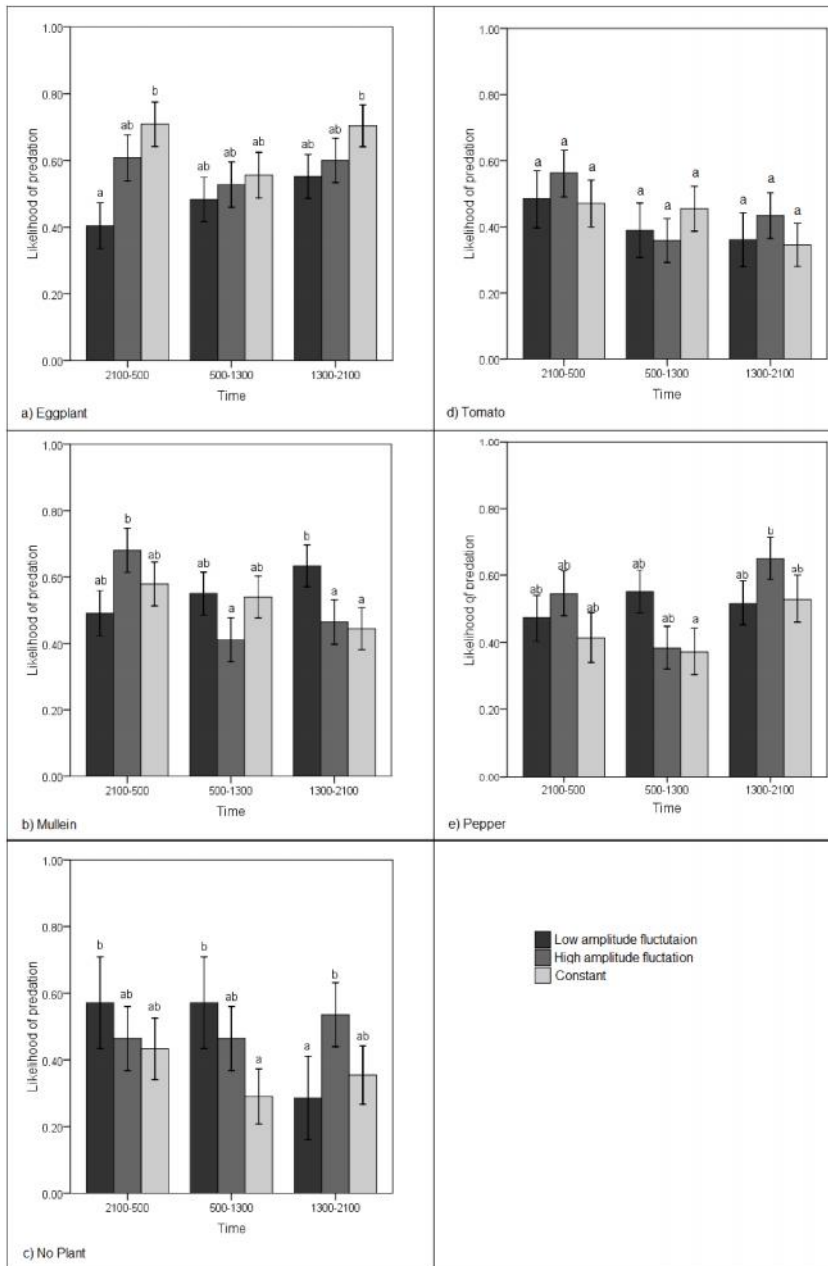 1.00
0.80
0.60
0.40
0.20
0.00
Likelihood of predation
a ab b
ab ab ab
ab ab b
2100-500 500-1300 1300-2100
Time
a) Eggplant
1.00
0.80
0.60
0.40
0.20
0.00
Likelihood of predation
a a a
a a a
a a a
2100-500 500-1300 1300-2100
Time
d) Tomato
1.00
0.80
0.60
0.40
0.20
0.00
Likelihood of predation
ab b ab
ab a ab
b a a
2100-500 500-1300 1300-2100
Time
b) Mullein
1.00
0.80
0.60
0.40
0.20
0.00
Likelihood of predation
ab ab ab
ab ab a
ab b ab
2100-500 500-1300 1300-2100
Time
e) Pepper
1.00
0.80
0.60
0.40
0.20
0.00
Likelihood of predation
b ab ab
b ab a
a b ab
2100-500 500-1300 1300-2100
Time
c) No Plant
Low amplitude fluctutaion
High amplitude fluctation
Constant